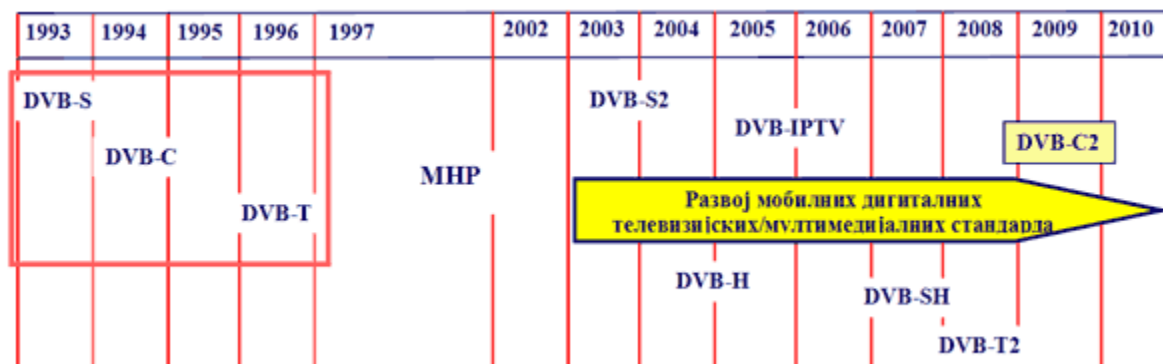 1993 1994 1995 1996 1997 2002 2003 2004 2005 2006 2007 2008 2009 2010
DVB-S DVB-S2
DVB-IPTV
DVB-C2
DVB-C
MHP
Развој мобилних дигиталних
DVB-T
телевизијских/мултимедијалних стандарда
DVB-H
DVB-SH
DVB-T2